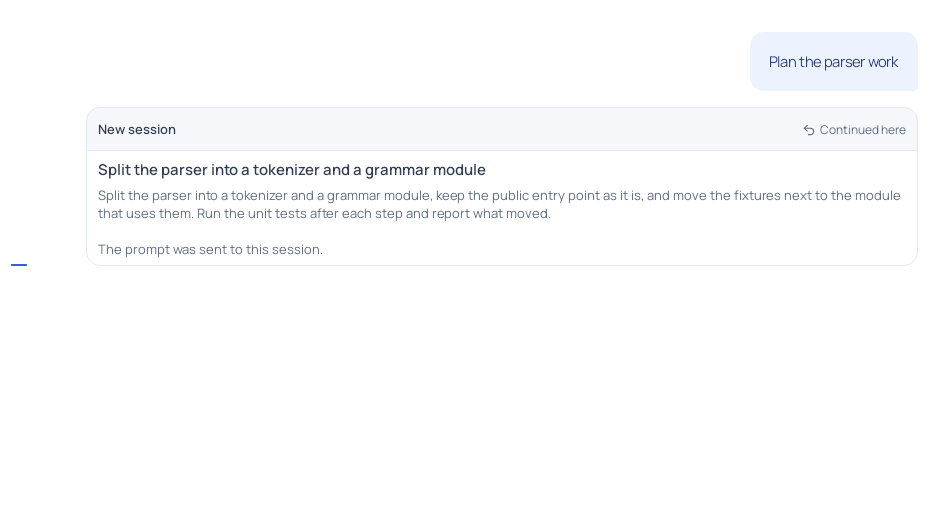 Plan the parser work
New session
Continued here
Split the parser into a tokenizer and a grammar module
Split the parser into a tokenizer and a grammar module, keep the public entry point as it is, and move the fixtures next to the module
that uses them. Run the unit tests after each step and report what moved.
The prompt was sent to this session.